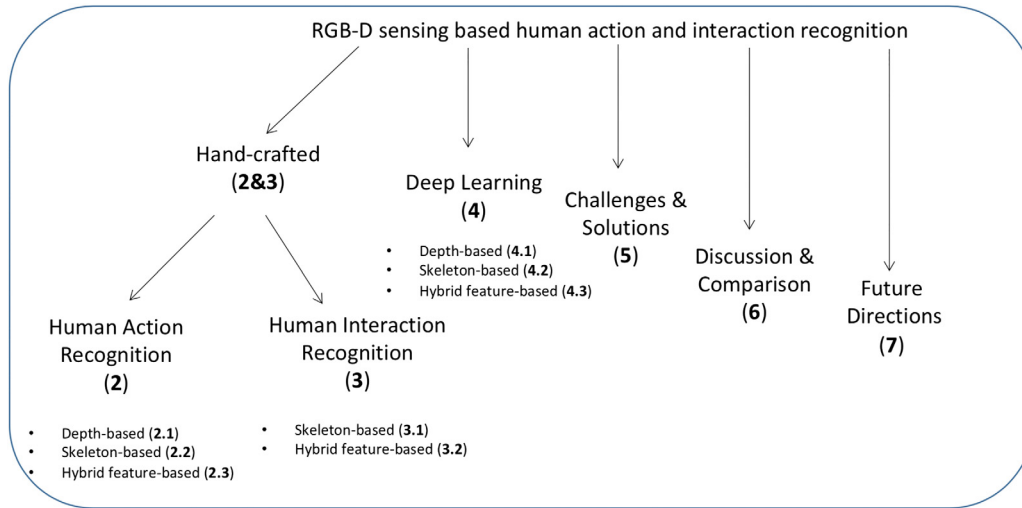 RGB-D sensing based human action and interaction recognition
Hand-crafted
(2&3)
Deep Learning
(4)
• Depth-based (4.1)
• Skeleton-based (4.2)
• Hybrid feature-based (4.3)
Challenges &
Solutions
(5)
Discussion &
Comparison
(6)
Future
Directions
(7)
Human Action
Recognition
(2)
• Depth-based (2.1)
• Skeleton-based (2.2)
• Hybrid feature-based (2.3)
Human Interaction
Recognition
(3)
• Skeleton-based (3.1)
• Hybrid feature-based (3.2)